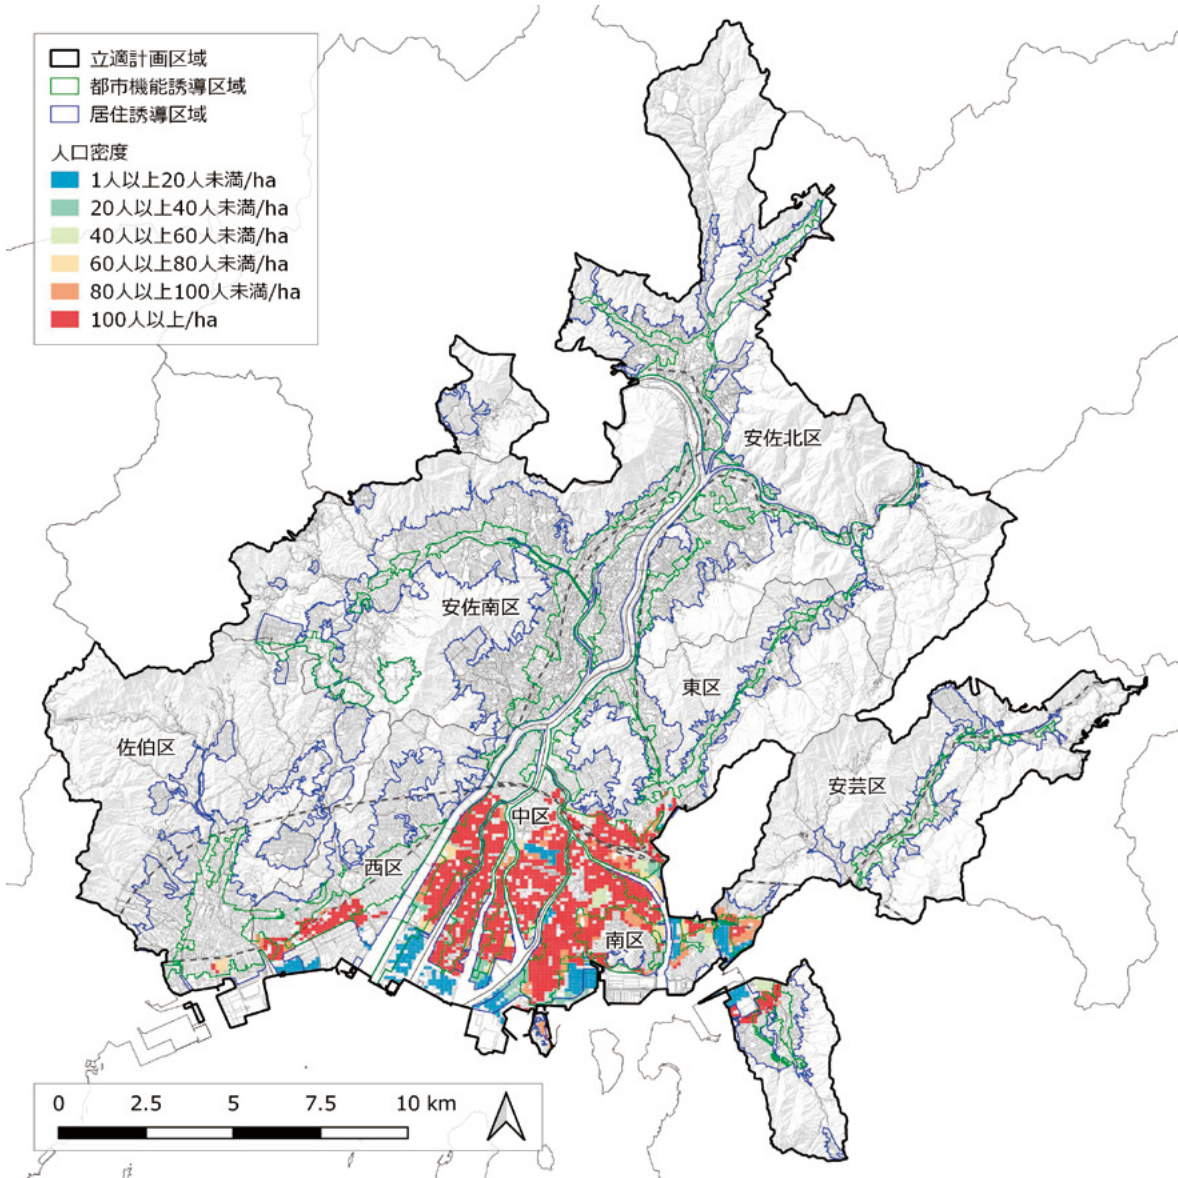 立適計画区域
都市機能誘導区域
居住誘導区域
人口密度
1人以上20人未満/ha
20人以上40人未満/ha
40人以上60人未満/ha
60人以上80人未満/ha
80人以上100人未満/ha
100人以上/ha
安佐北区
安佐南区
東区
佐伯区
安芸区
中区
西区
南区
0 2.5 5 7.5 10 km